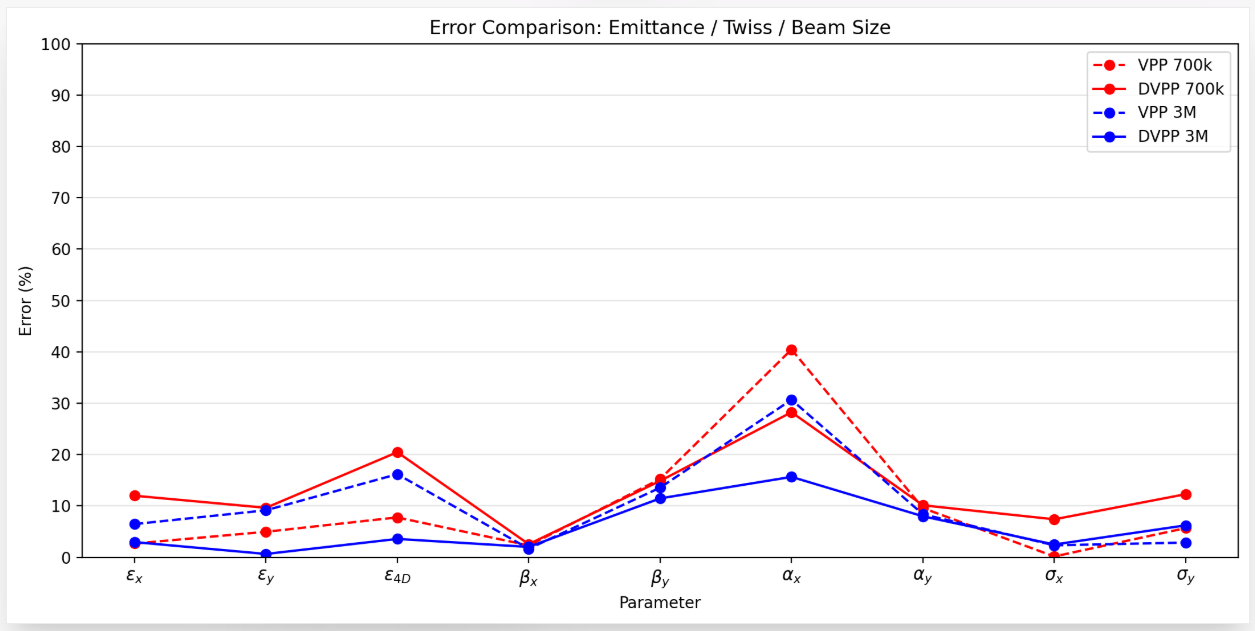 Error Comparison: Emittance / Twiss / Beam Size
100
90
80
70
60
50
40
30
20
10
0
Error (%)
VPP 700k
DVPP 700k
VPP 3M
DVPP 3M
εx εy ε4D βx βy αx αy σx σy
Parameter